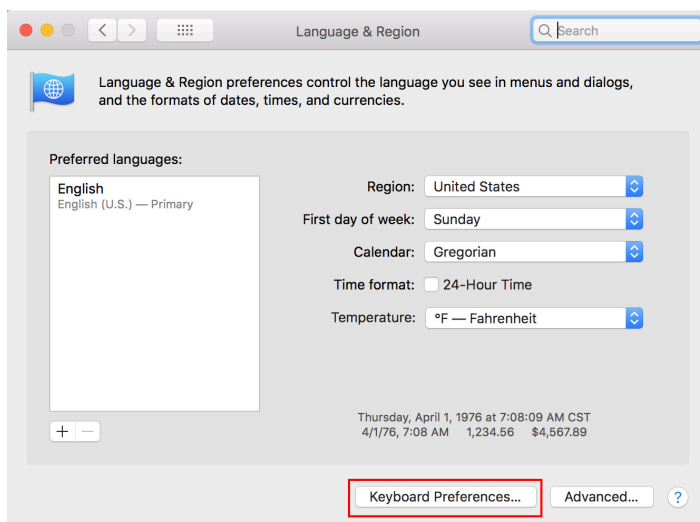 Language & Region
Search
Language & Region preferences control the language you see in menus and dialogs,
and the formats of dates, times, and currencies.
Preferred languages:
English
English (U.S.) — Primary
Region: United States
First day of week: Sunday
Calendar: Gregorian
Time format: 24-Hour Time
Temperature: °F — Fahrenheit
Thursday, April 1, 1976 at 7:08:09 AM CST
4/1/76, 7:08 AM 1,234.56 $4,567.89
+ −
Keyboard Preferences... Advanced... ?